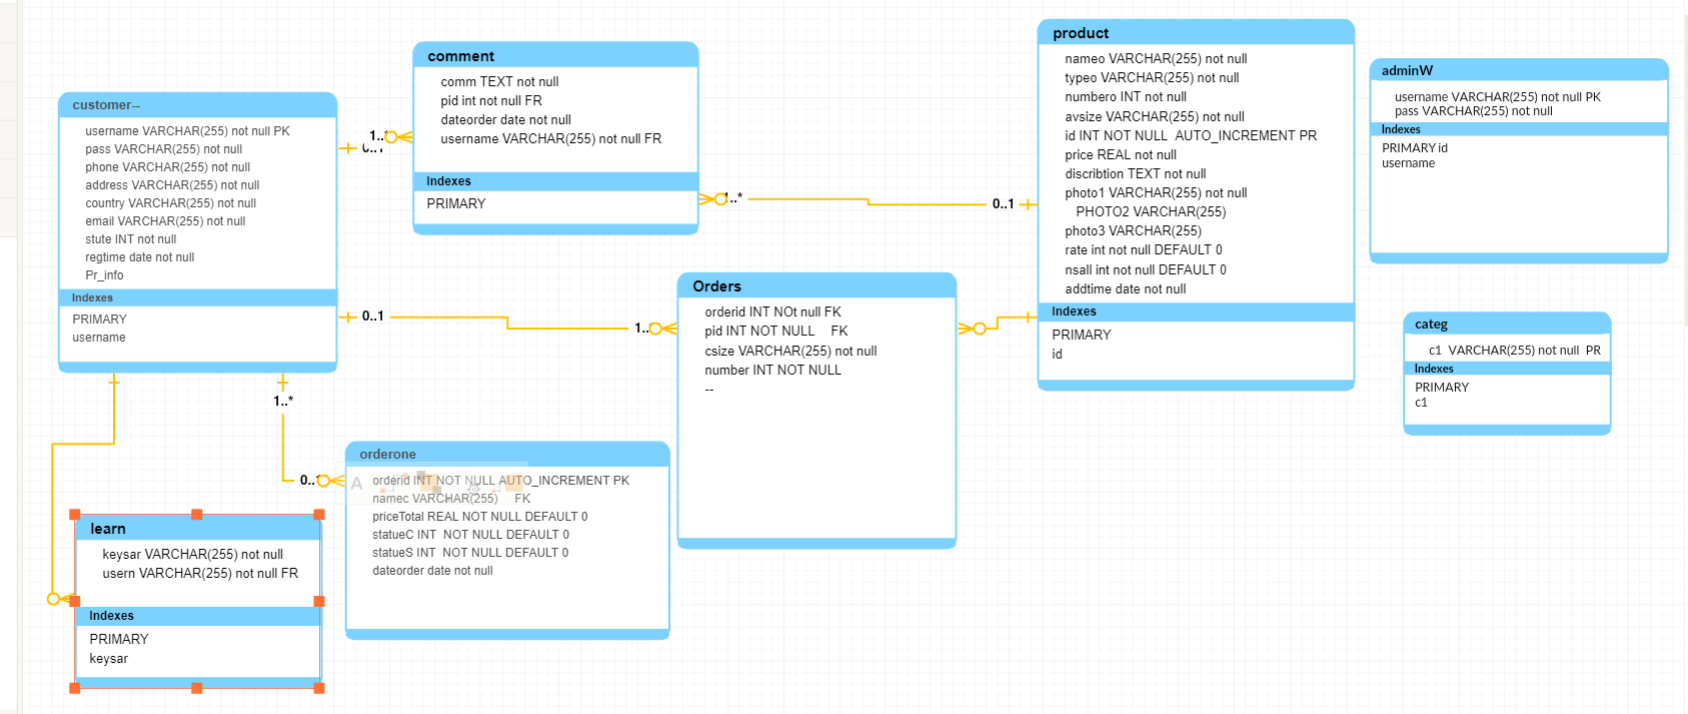 customer--
username VARCHAR(255) not null PK
pass VARCHAR(255) not null
phone VARCHAR(255) not null
address VARCHAR(255) not null
country VARCHAR(255) not null
email VARCHAR(255) not null
stute INT not null
regtime date not null
Pr_info
Indexes
PRIMARY
username
comment
comm TEXT not null
pid int not null FR
dateorder date not null
username VARCHAR(255) not null FR
Indexes
PRIMARY
1..
0..1
1..*
0..1
product
nameo VARCHAR(255) not null
typeo VARCHAR(255) not null
numbero INT not null
avsize VARCHAR(255) not null
id INT NOT NULL AUTO_INCREMENT PR
price REAL not null
discribtion TEXT not null
photo1 VARCHAR(255) not null
PHOTO2 VARCHAR(255)
photo3 VARCHAR(255)
rate int not null DEFAULT 0
nsall int not null DEFAULT 0
addtime date not null
Indexes
PRIMARY
id
adminW
username VARCHAR(255) not null PK
pass VARCHAR(255) not null
Indexes
PRIMARY id
username
categ
c1 VARCHAR(255) not null PR
Indexes
PRIMARY
c1
0..1
1..
Orders
orderid INT NOt null FK
pid INT NOT NULL FK
csize VARCHAR(255) not null
number INT NOT NULL
--
1..*
0..
orderone
A
orderid INT NOT NULL AUTO_INCREMENT PK
namec VARCHAR(255) FK
priceTotal REAL NOT NULL DEFAULT 0
statueC INT NOT NULL DEFAULT 0
statueS INT NOT NULL DEFAULT 0
dateorder date not null
learn
keysar VARCHAR(255) not null
usern VARCHAR(255) not null FR
Indexes
PRIMARY
keysar